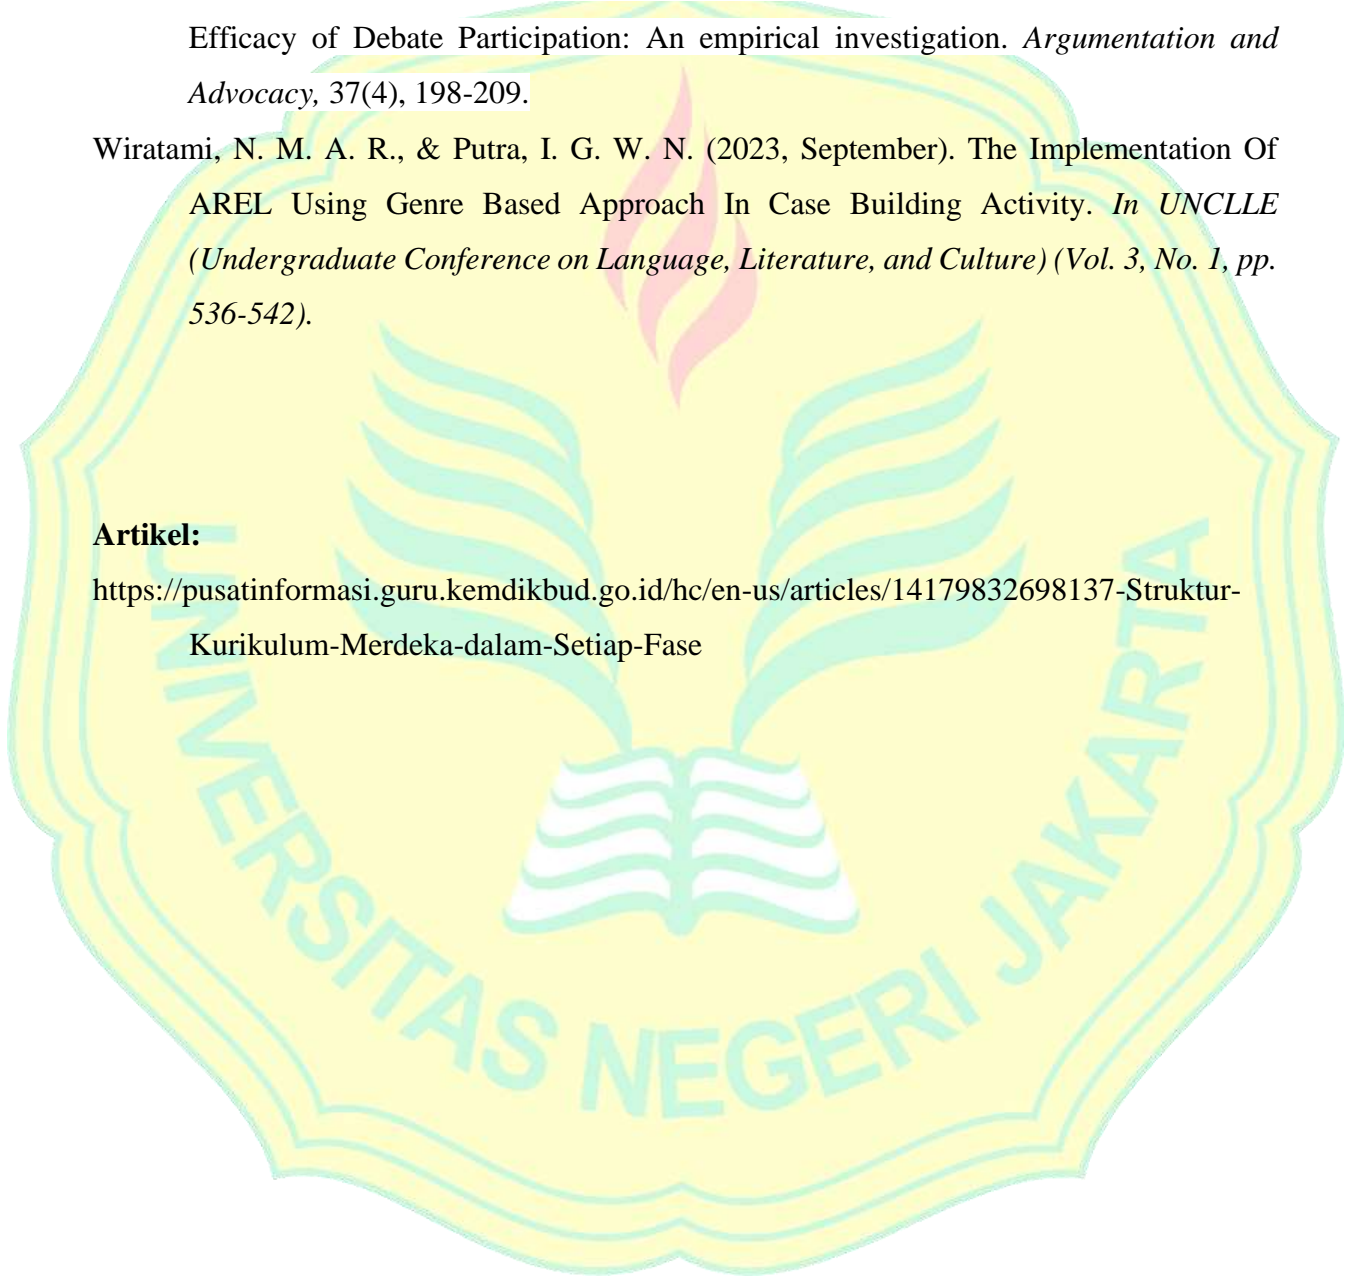 Efficacy of Debate Participation: An empirical investigation. Argumentation and
Advocacy, 37(4), 198-209.
Wiratami, N. M. A. R., & Putra, I. G. W. N. (2023, September). The Implementation Of
AREL Using Genre Based Approach In Case Building Activity. In UNCLLE
(Undergraduate Conference on Language, Literature, and Culture) (Vol. 3, No. 1, pp.
536-542).
Artikel:
https://pusatinformasi.guru.kemdikbud.go.id/hc/en-us/articles/14179832698137-Struktur-
Kurikulum-Merdeka-dalam-Setiap-Fase
UNIVERSITAS NEGERI JAKARTA